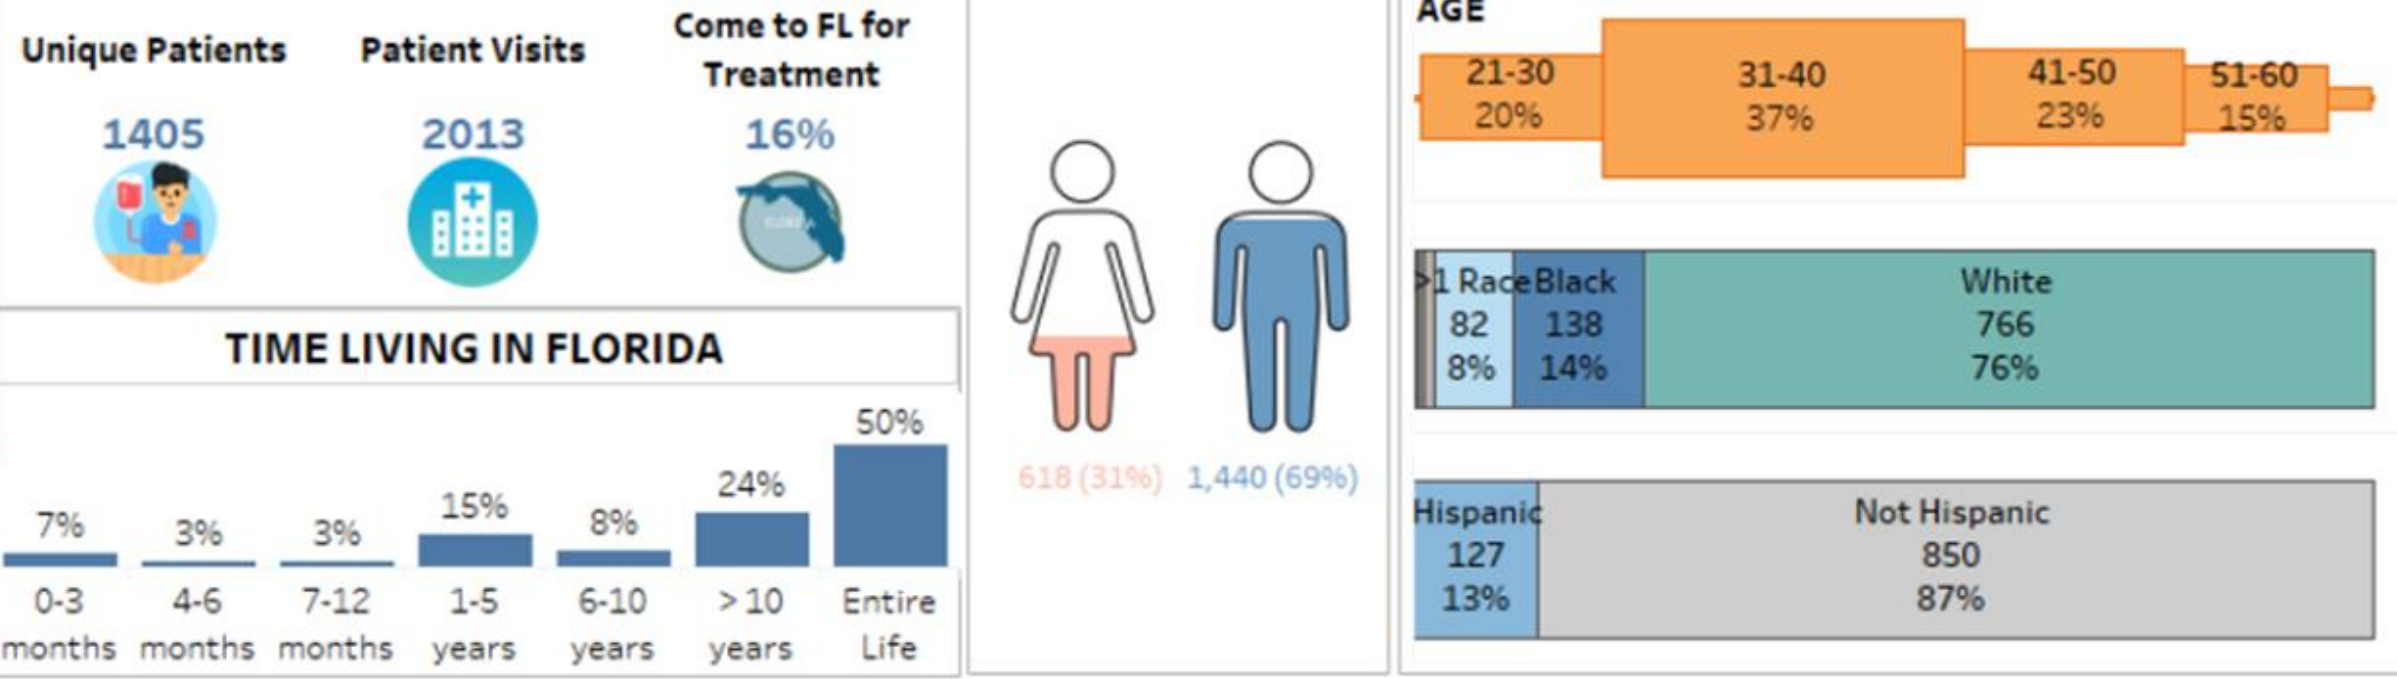 Unique Patients
1405
Patient Visits
2013
Come to FL for
Treatment
16%
TIME LIVING IN FLORIDA
7%
3%
3%
15%
8%
24%
50%
0-3
months
4-6
months
7-12
months
1-5
years
6-10
years
> 10
years
Entire
Life
618 (31%)
1,440 (69%)
AGE
21-30
20%
31-40
37%
41-50
23%
51-60
15%
>1 Race
82
8%
Black
138
14%
White
766
76%
Hispanic
127
13%
Not Hispanic
850
87%